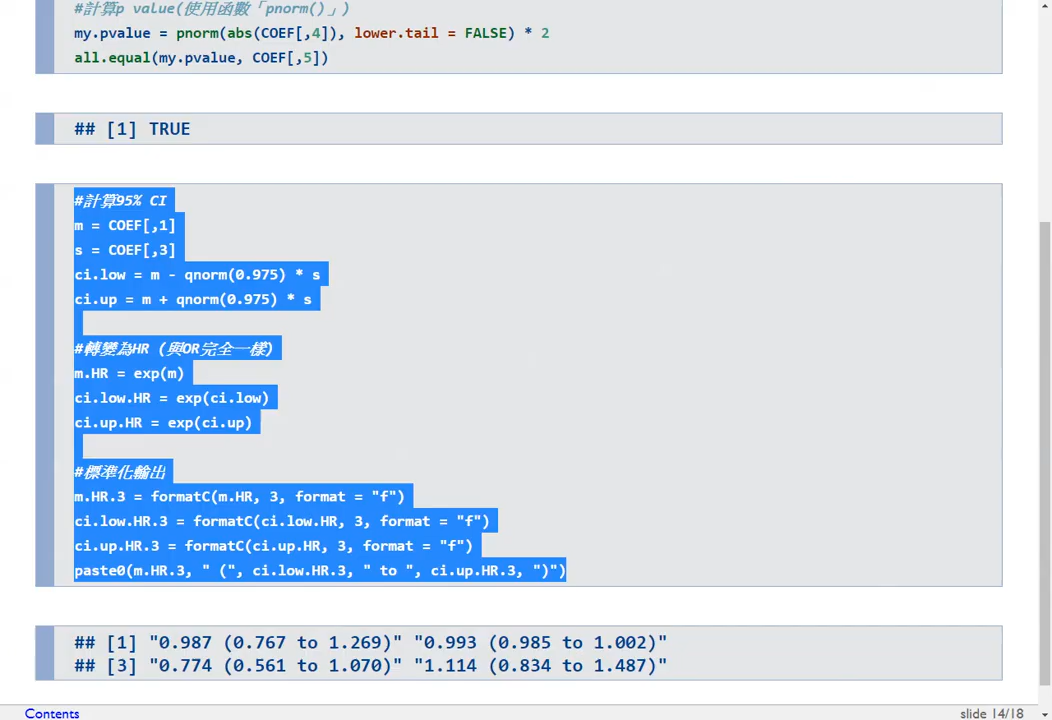 #計算p value(使用函數「pnorm()」)
my.pvalue = pnorm(abs(COEF[,4]), lower.tail = FALSE) * 2
all.equal(my.pvalue, COEF[,5])
## [1] TRUE
#計算95% CI
m = COEF[,1]
s = COEF[,3]
ci.low = m - qnorm(0.975) * s
ci.up = m + qnorm(0.975) * s
#轉變為HR (與OR完全一樣)
m.HR = exp(m)
ci.low.HR = exp(ci.low)
ci.up.HR = exp(ci.up)
#標準化輸出
m.HR.3 = formatC(m.HR, 3, format = "f")
ci.low.HR.3 = formatC(ci.low.HR, 3, format = "f")
ci.up.HR.3 = formatC(ci.up.HR, 3, format = "f")
paste0(m.HR.3, " (", ci.low.HR.3, " to ", ci.up.HR.3, ")")
## [1] "0.987 (0.767 to 1.269)" "0.993 (0.985 to 1.002)"
## [3] "0.774 (0.561 to 1.070)" "1.114 (0.834 to 1.487)"
Contents
slide 14/18